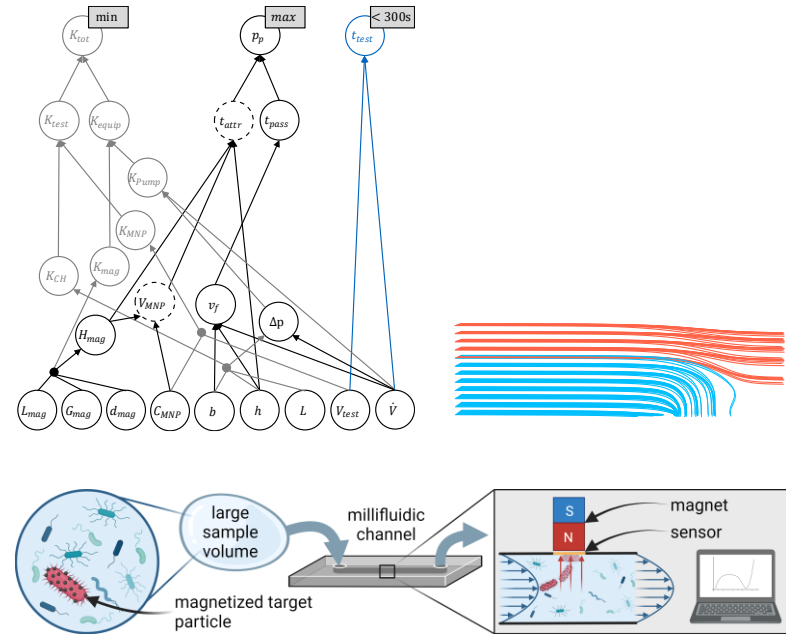 min
max
< 300s
K_tot
p_p
t_test
K_test
K_equip
t_attr
t_pass
K_Pump
K_MNP
K_CH
K_mag
V_MNP
v_f
Δp
H_mag
L_mag
G_mag
d_mag
C_MNP
b
h
L
V_test
V̇
large
sample
volume
millifluidic
channel
magnetized target
particle
S
N
magnet
sensor